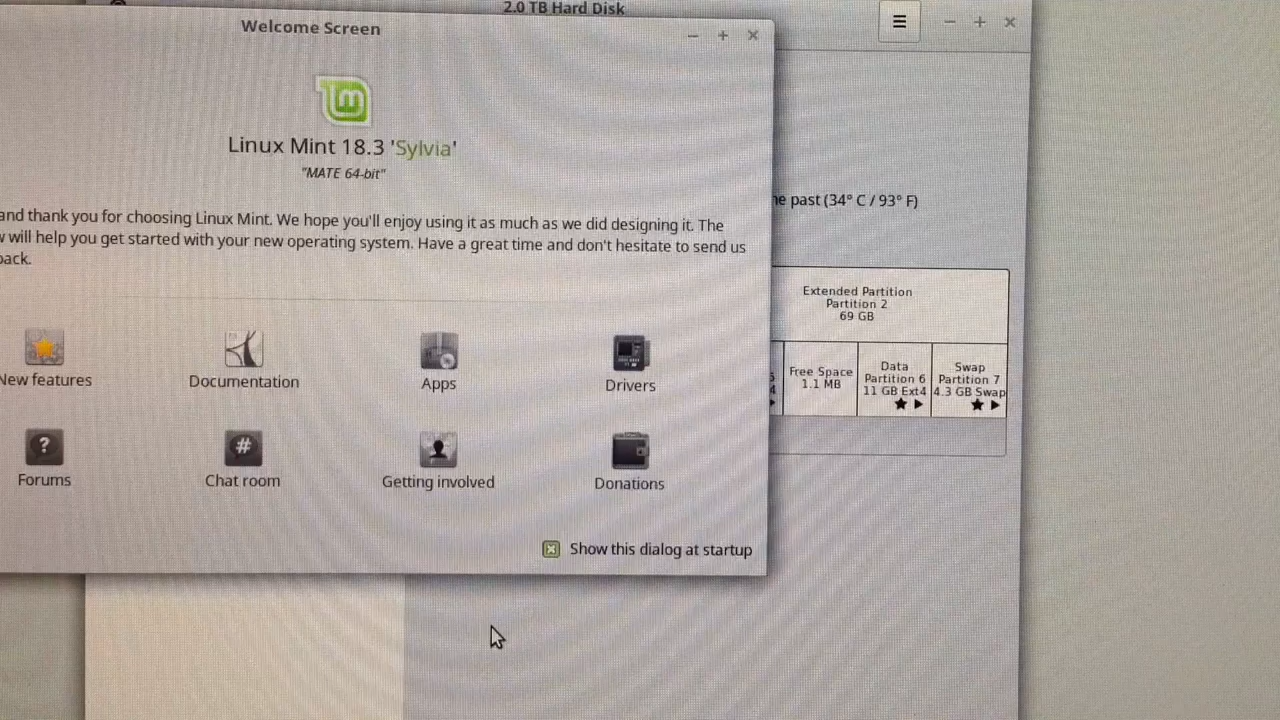 2.0 TB Hard Disk
Welcome Screen
Linux Mint 18.3 'Sylvia'
"MATE 64-bit"
and thank you for choosing Linux Mint. We hope you'll enjoy using it as much as we did designing it. The
will help you get started with your new operating system. Have a great time and don't hesitate to send us
New features
Documentation
Apps
Drivers
Forums
Chat room
Getting involved
Donations
Show this dialog at startup
past (34° C / 93° F)
Extended Partition
Partition 2
69 GB
Free Space
1.1 MB
Data
Partition 6
11 GB Ext4
Swap
Partition 7
4.3 GB Swap